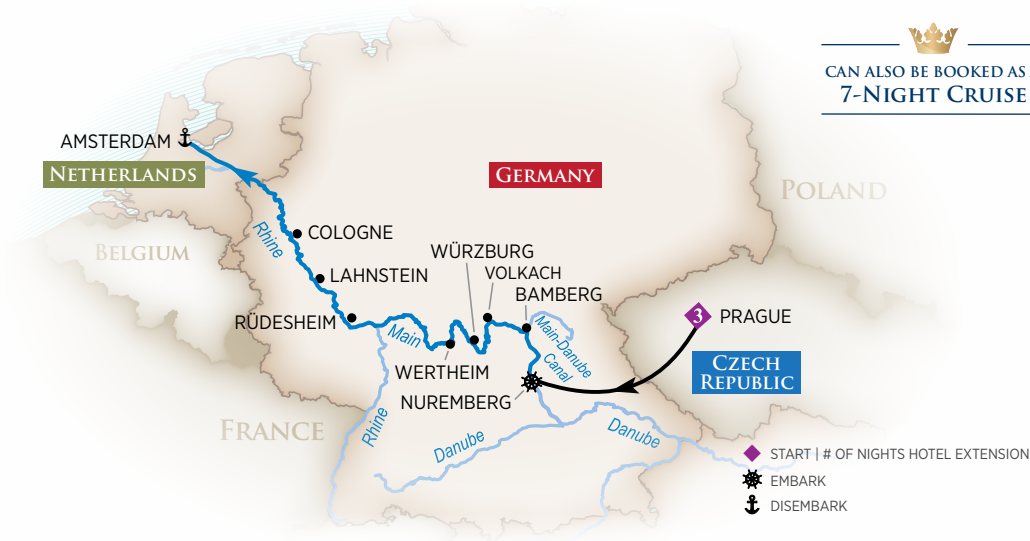 CAN ALSO BE BOOKED AS
7-NIGHT CRUISE
AMSTERDAM
NETHERLANDS
GERMANY
POLAND
BELGIUM
Rhine
COLOGNE
LAHNSTEIN
WÜRZBURG
VOLKACH
BAMBERG
RÜDESHEIM
Main
Main-Danube
Canal
3 PRAGUE
WERTHEIM
CZECH
REPUBLIC
NUREMBERG
FRANCE
Rhine
Danube
Danube
START | # OF NIGHTS HOTEL EXTENSION
EMBARK
DISEMBARK